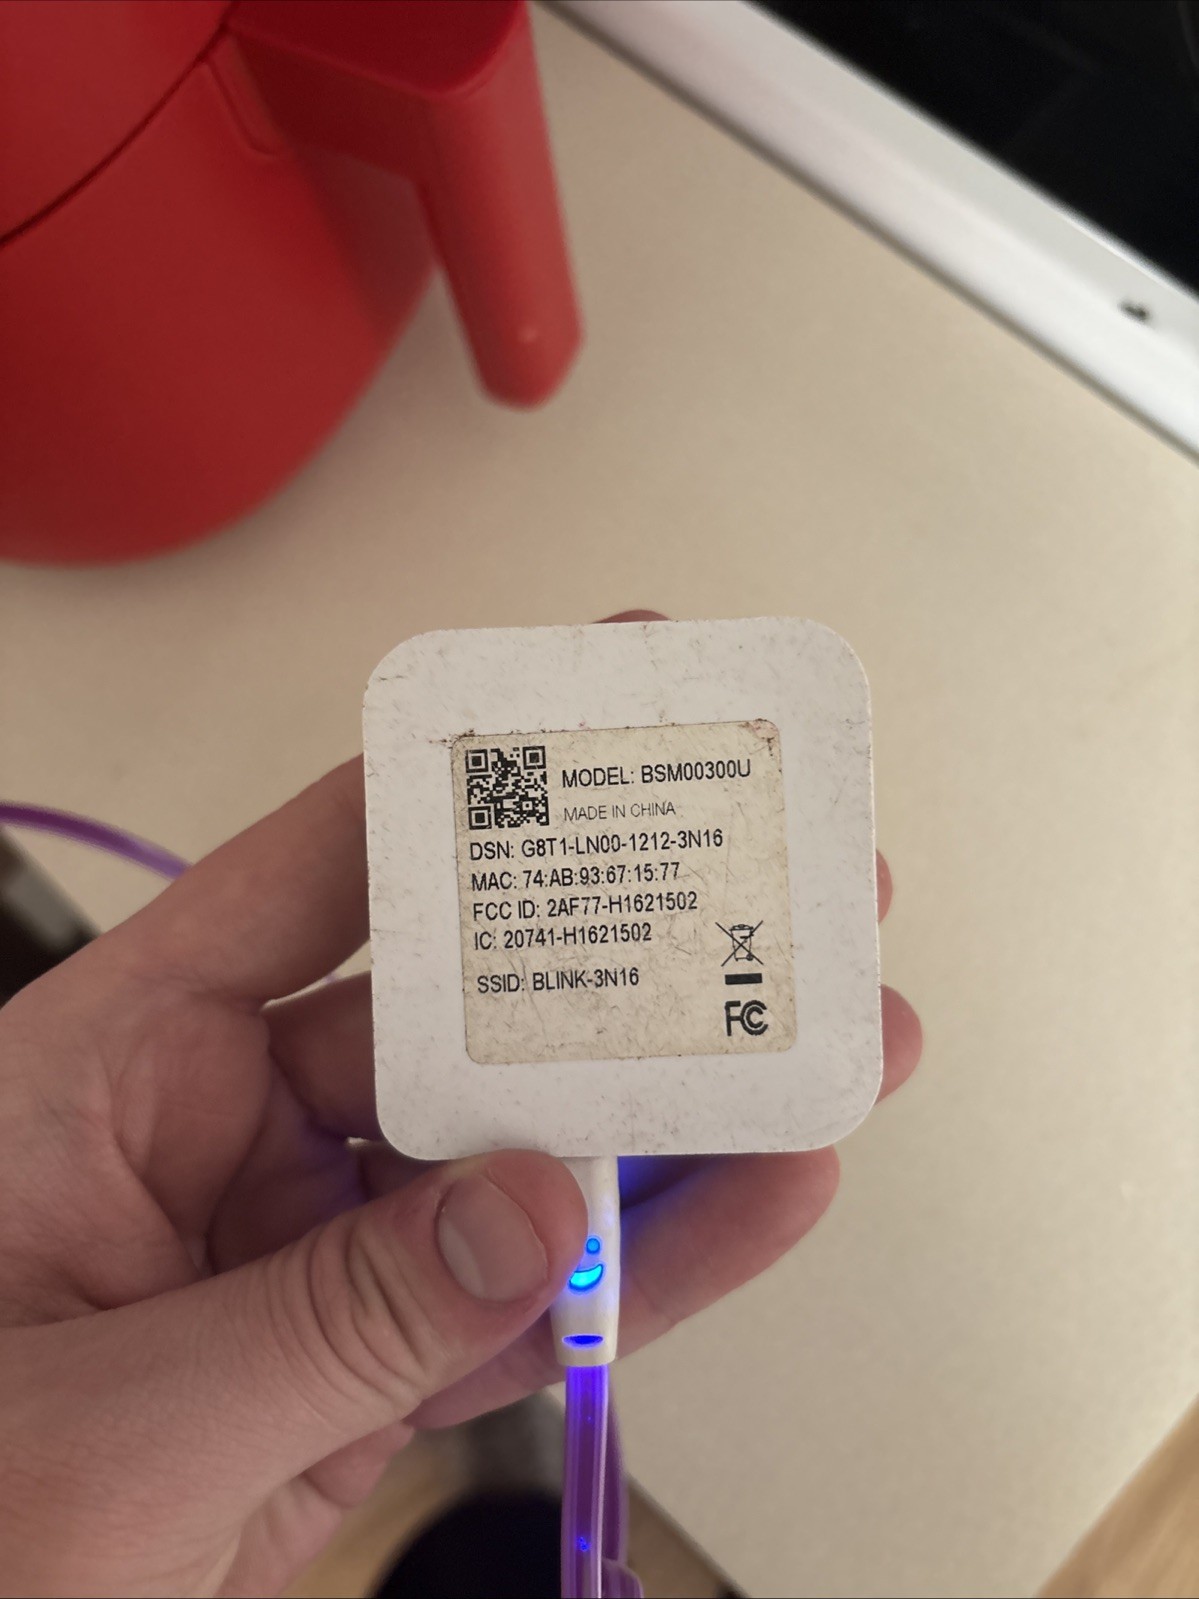 MODEL: BSM00300U
MADE IN CHINA
DSN: G8T1-LN00-1212-3N16
MAC: 74:AB:93:67:15:77
FCC ID: 2AF77-H1621502
IC: 20741-H1621502
SSID: BLINK-3N16
FC